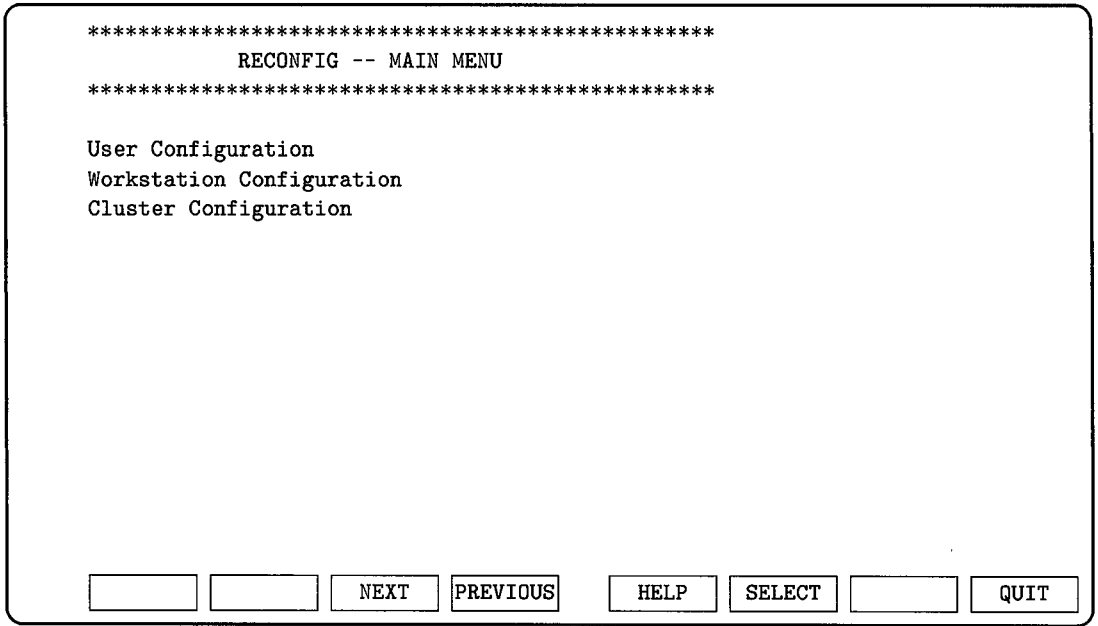 **************************************************
RECONFIG -- MAIN MENU
**************************************************
User Configuration
Workstation Configuration
Cluster Configuration
NEXT PREVIOUS HELP SELECT QUIT